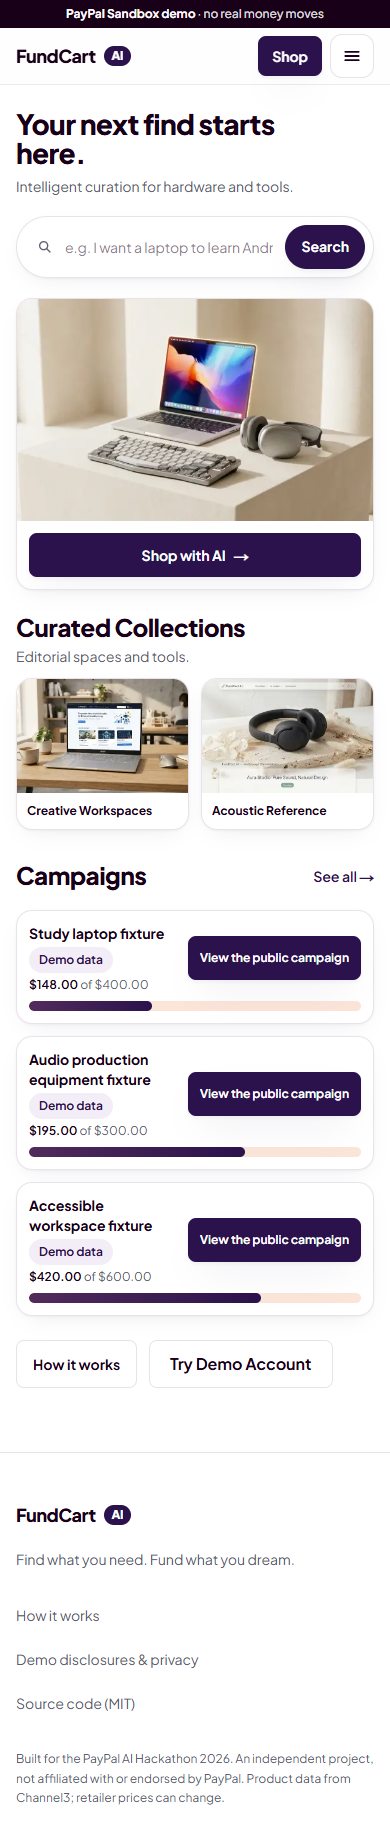 PayPal Sandbox demo · no real money moves
FundCart AI
Shop
Your next find starts
here.
Intelligent curation for hardware and tools.
e.g. I want a laptop to learn Andr
Search
Shop with AI →
Curated Collections
Editorial spaces and tools.
Creative Workspaces
Acoustic Reference
Campaigns
See all →
Study laptop fixture
Demo data
$148.00 of $400.00
View the public campaign
Audio production
equipment fixture
Demo data
$195.00 of $300.00
View the public campaign
Accessible
workspace fixture
Demo data
$420.00 of $600.00
View the public campaign
How it works
Try Demo Account
FundCart AI
Find what you need. Fund what you dream.
How it works
Demo disclosures & privacy
Source code (MIT)
Built for the PayPal AI Hackathon 2026. An independent project,
not affiliated with or endorsed by PayPal. Product data from
Channel3; retailer prices can change.